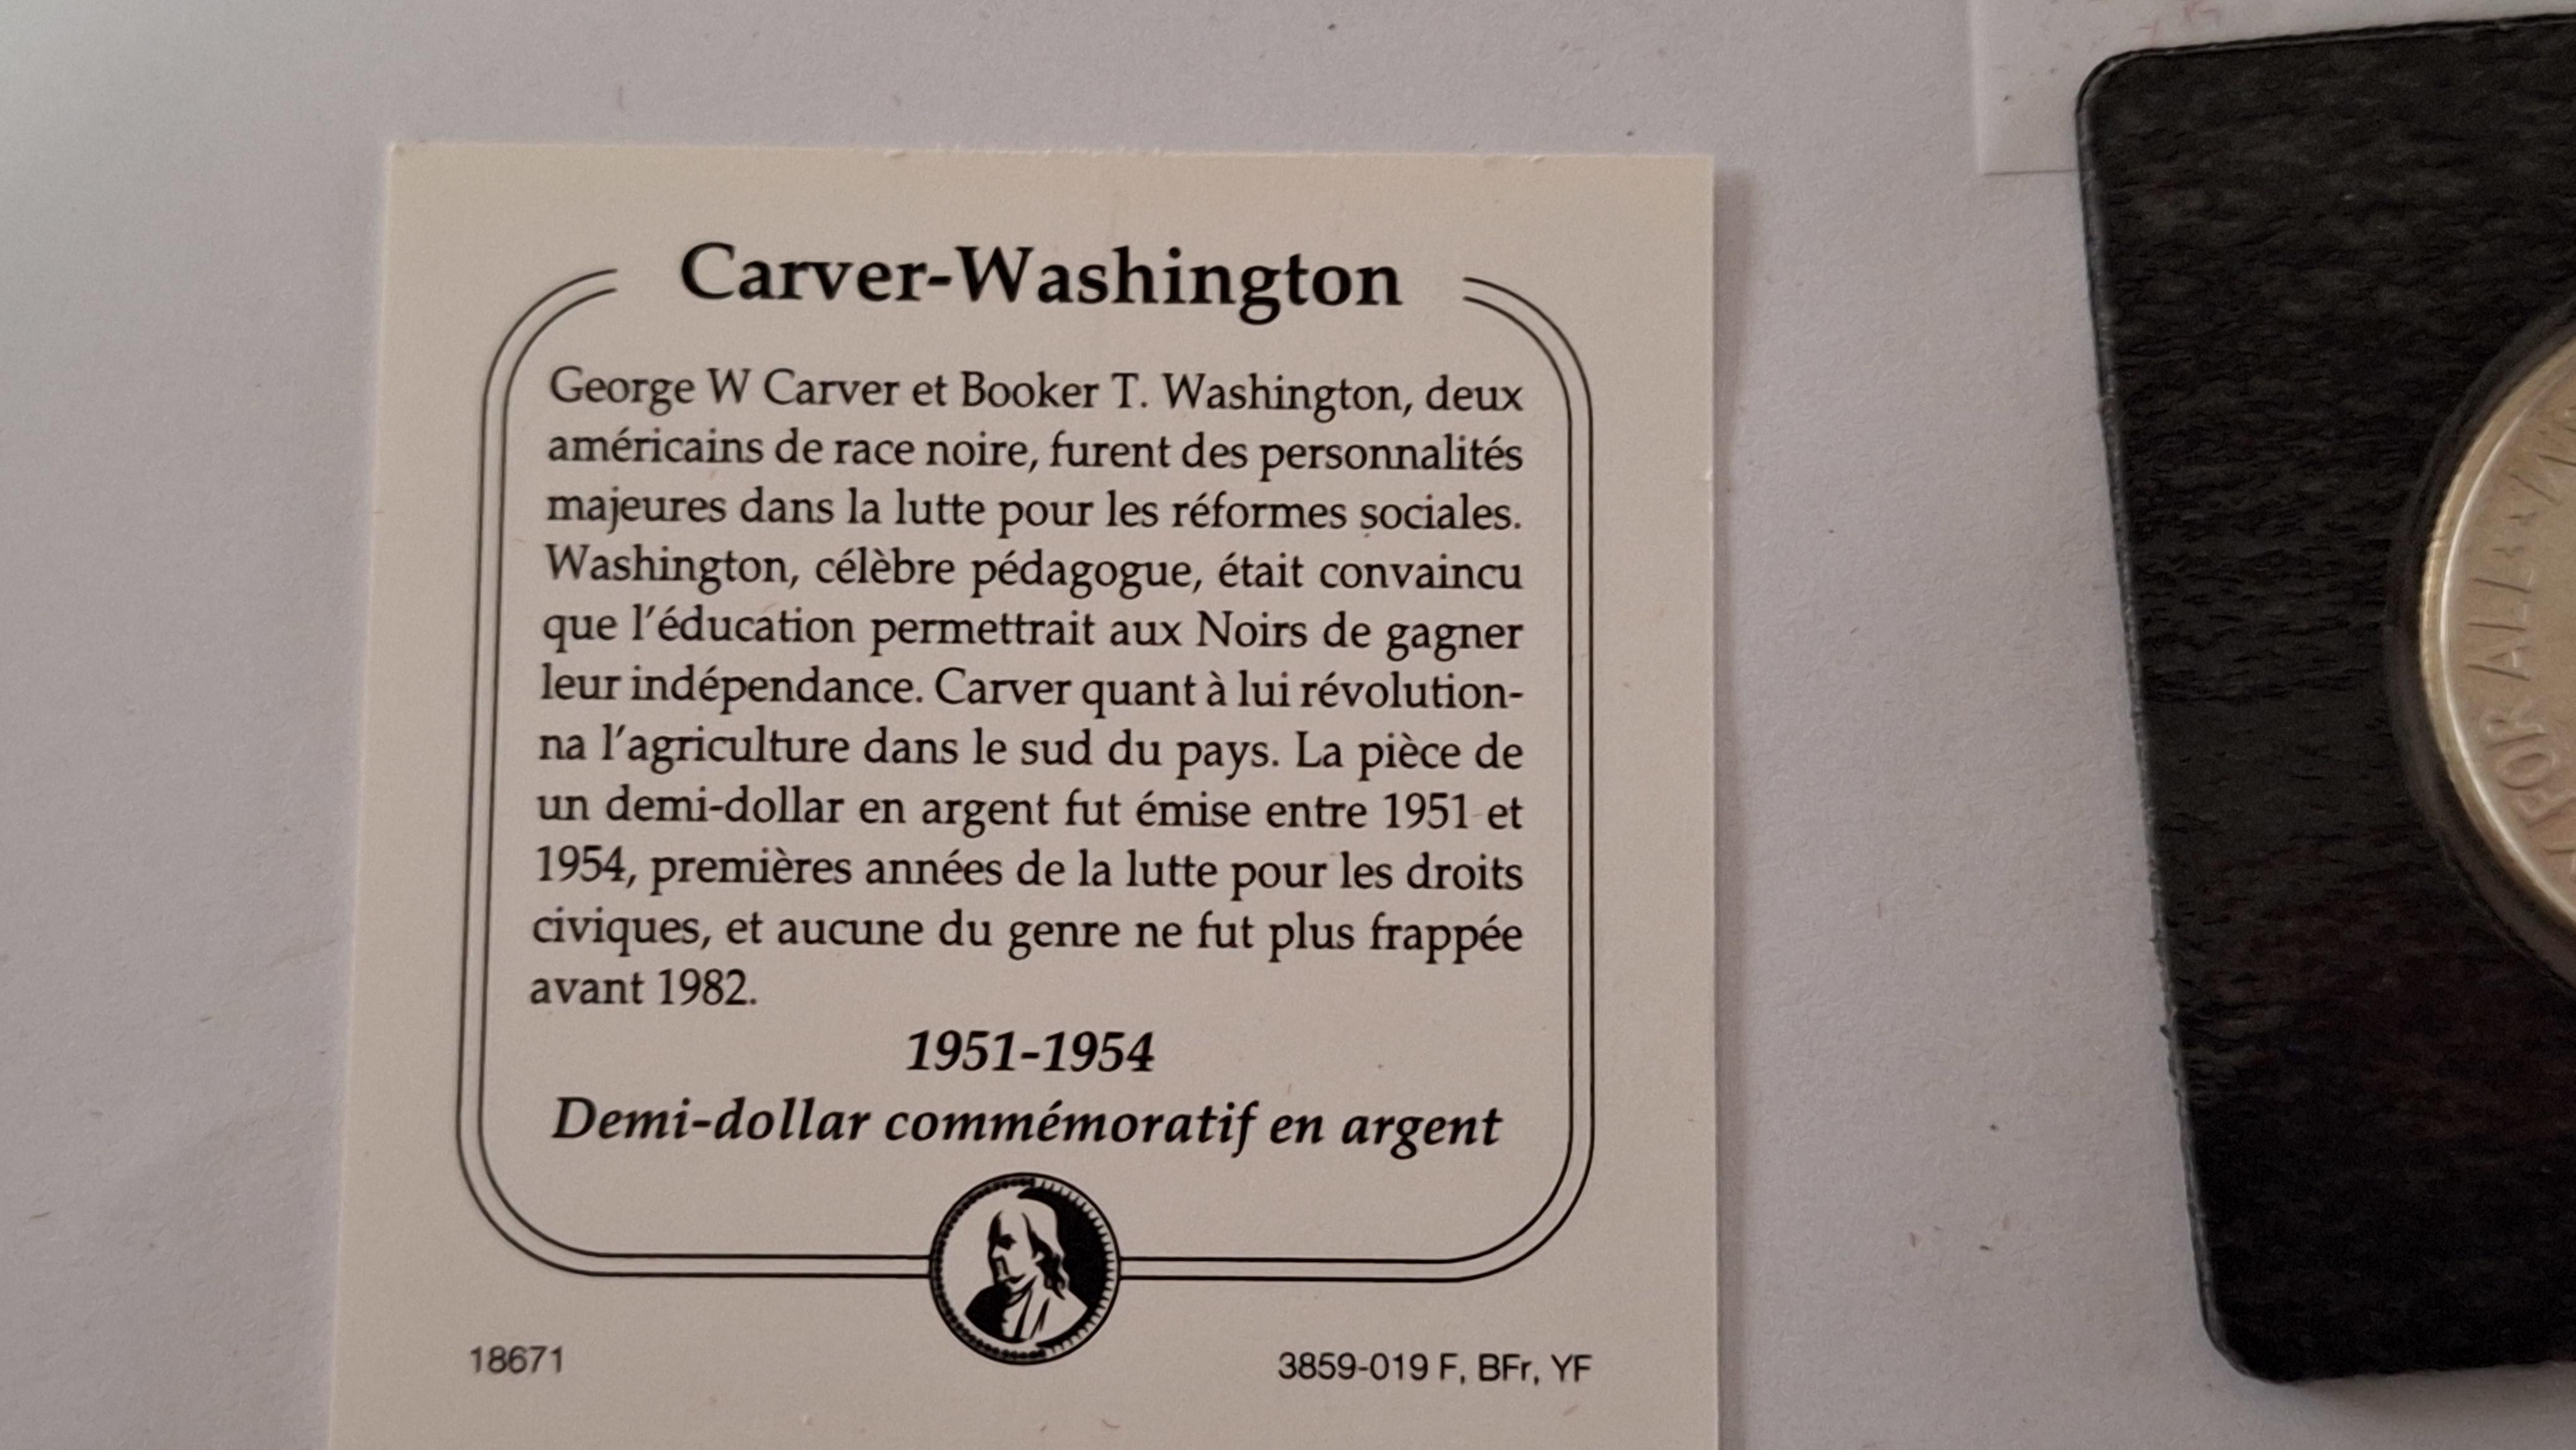 Carver-Washington
George W Carver et Booker T. Washington, deux
américains de race noire, furent des personnalités
majeures dans la lutte pour les réformes sociales.
Washington, célèbre pédagogue, était convaincu
que l'éducation permettrait aux Noirs de gagner
leur indépendance. Carver quant à lui révolution-
na l'agriculture dans le sud du pays. La pièce de
un demi-dollar en argent fut émise entre 1951 et
1954, premières années de la lutte pour les droits
civiques, et aucune du genre ne fut plus frappée
avant 1982.
1951-1954
Demi-dollar commémoratif en argent
18671
3859-019 F, BFr, YF
FOR ALL